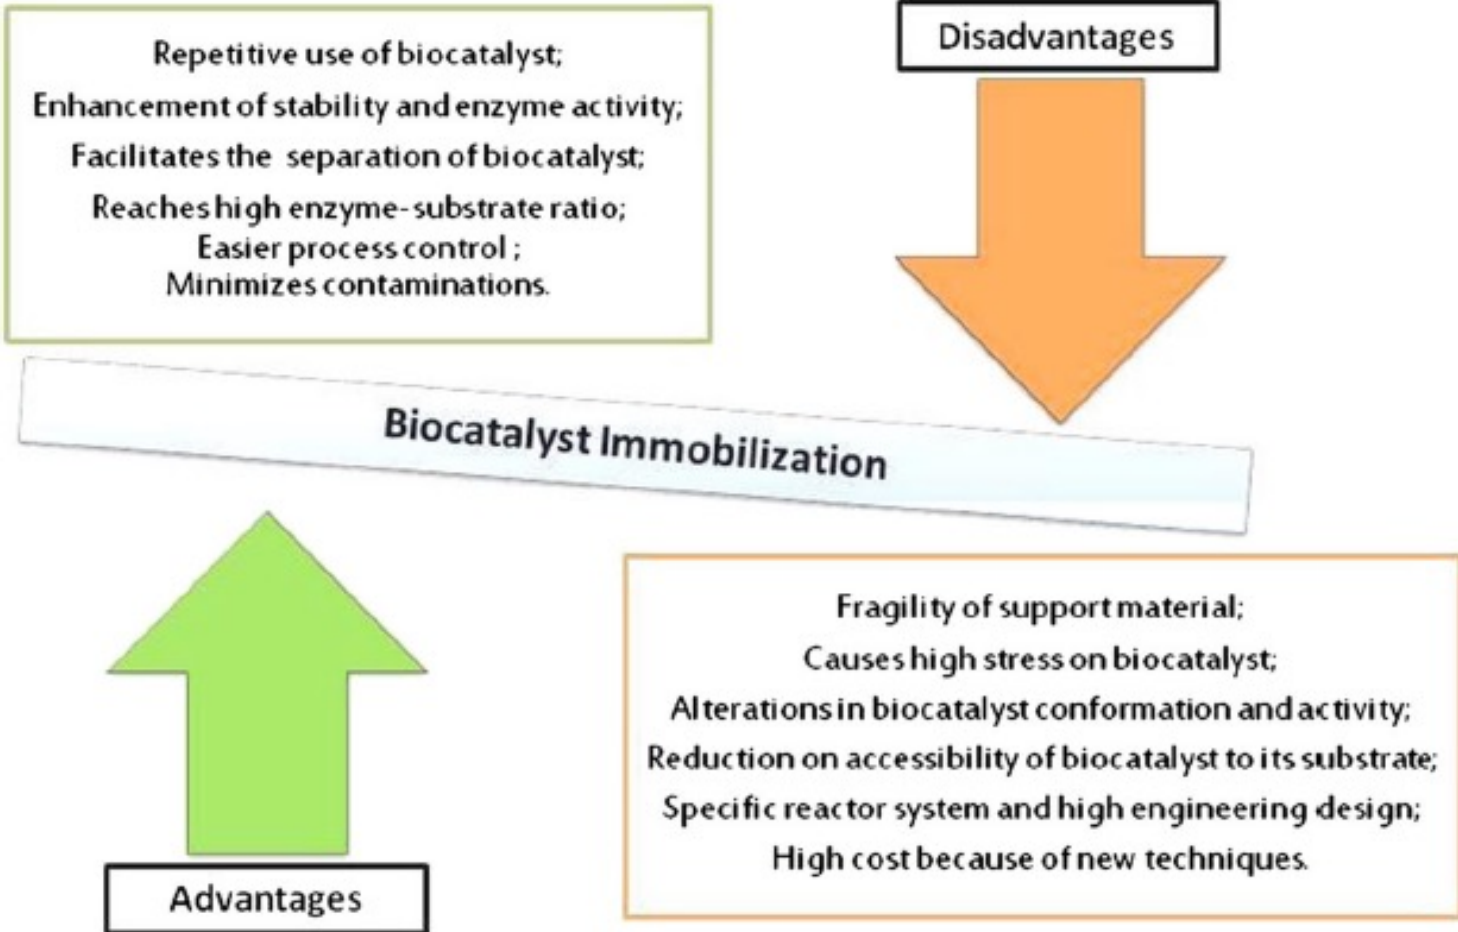 Repetitive use of biocatalyst;
Enhancement of stability and enzyme activity;
Facilitates the separation of biocatalyst;
Reaches high enzyme-substrate ratio;
Easier process control ;
Minimizes contaminations.
Disadvantages
Biocatalyst Immobilization
Advantages
Fragility of support material;
Causes high stress on biocatalyst;
Alterations in biocatalyst conformation and activity;
Reduction on accessibility of biocatalyst to its substrate;
Specific reactor system and high engineering design;
High cost because of new techniques.